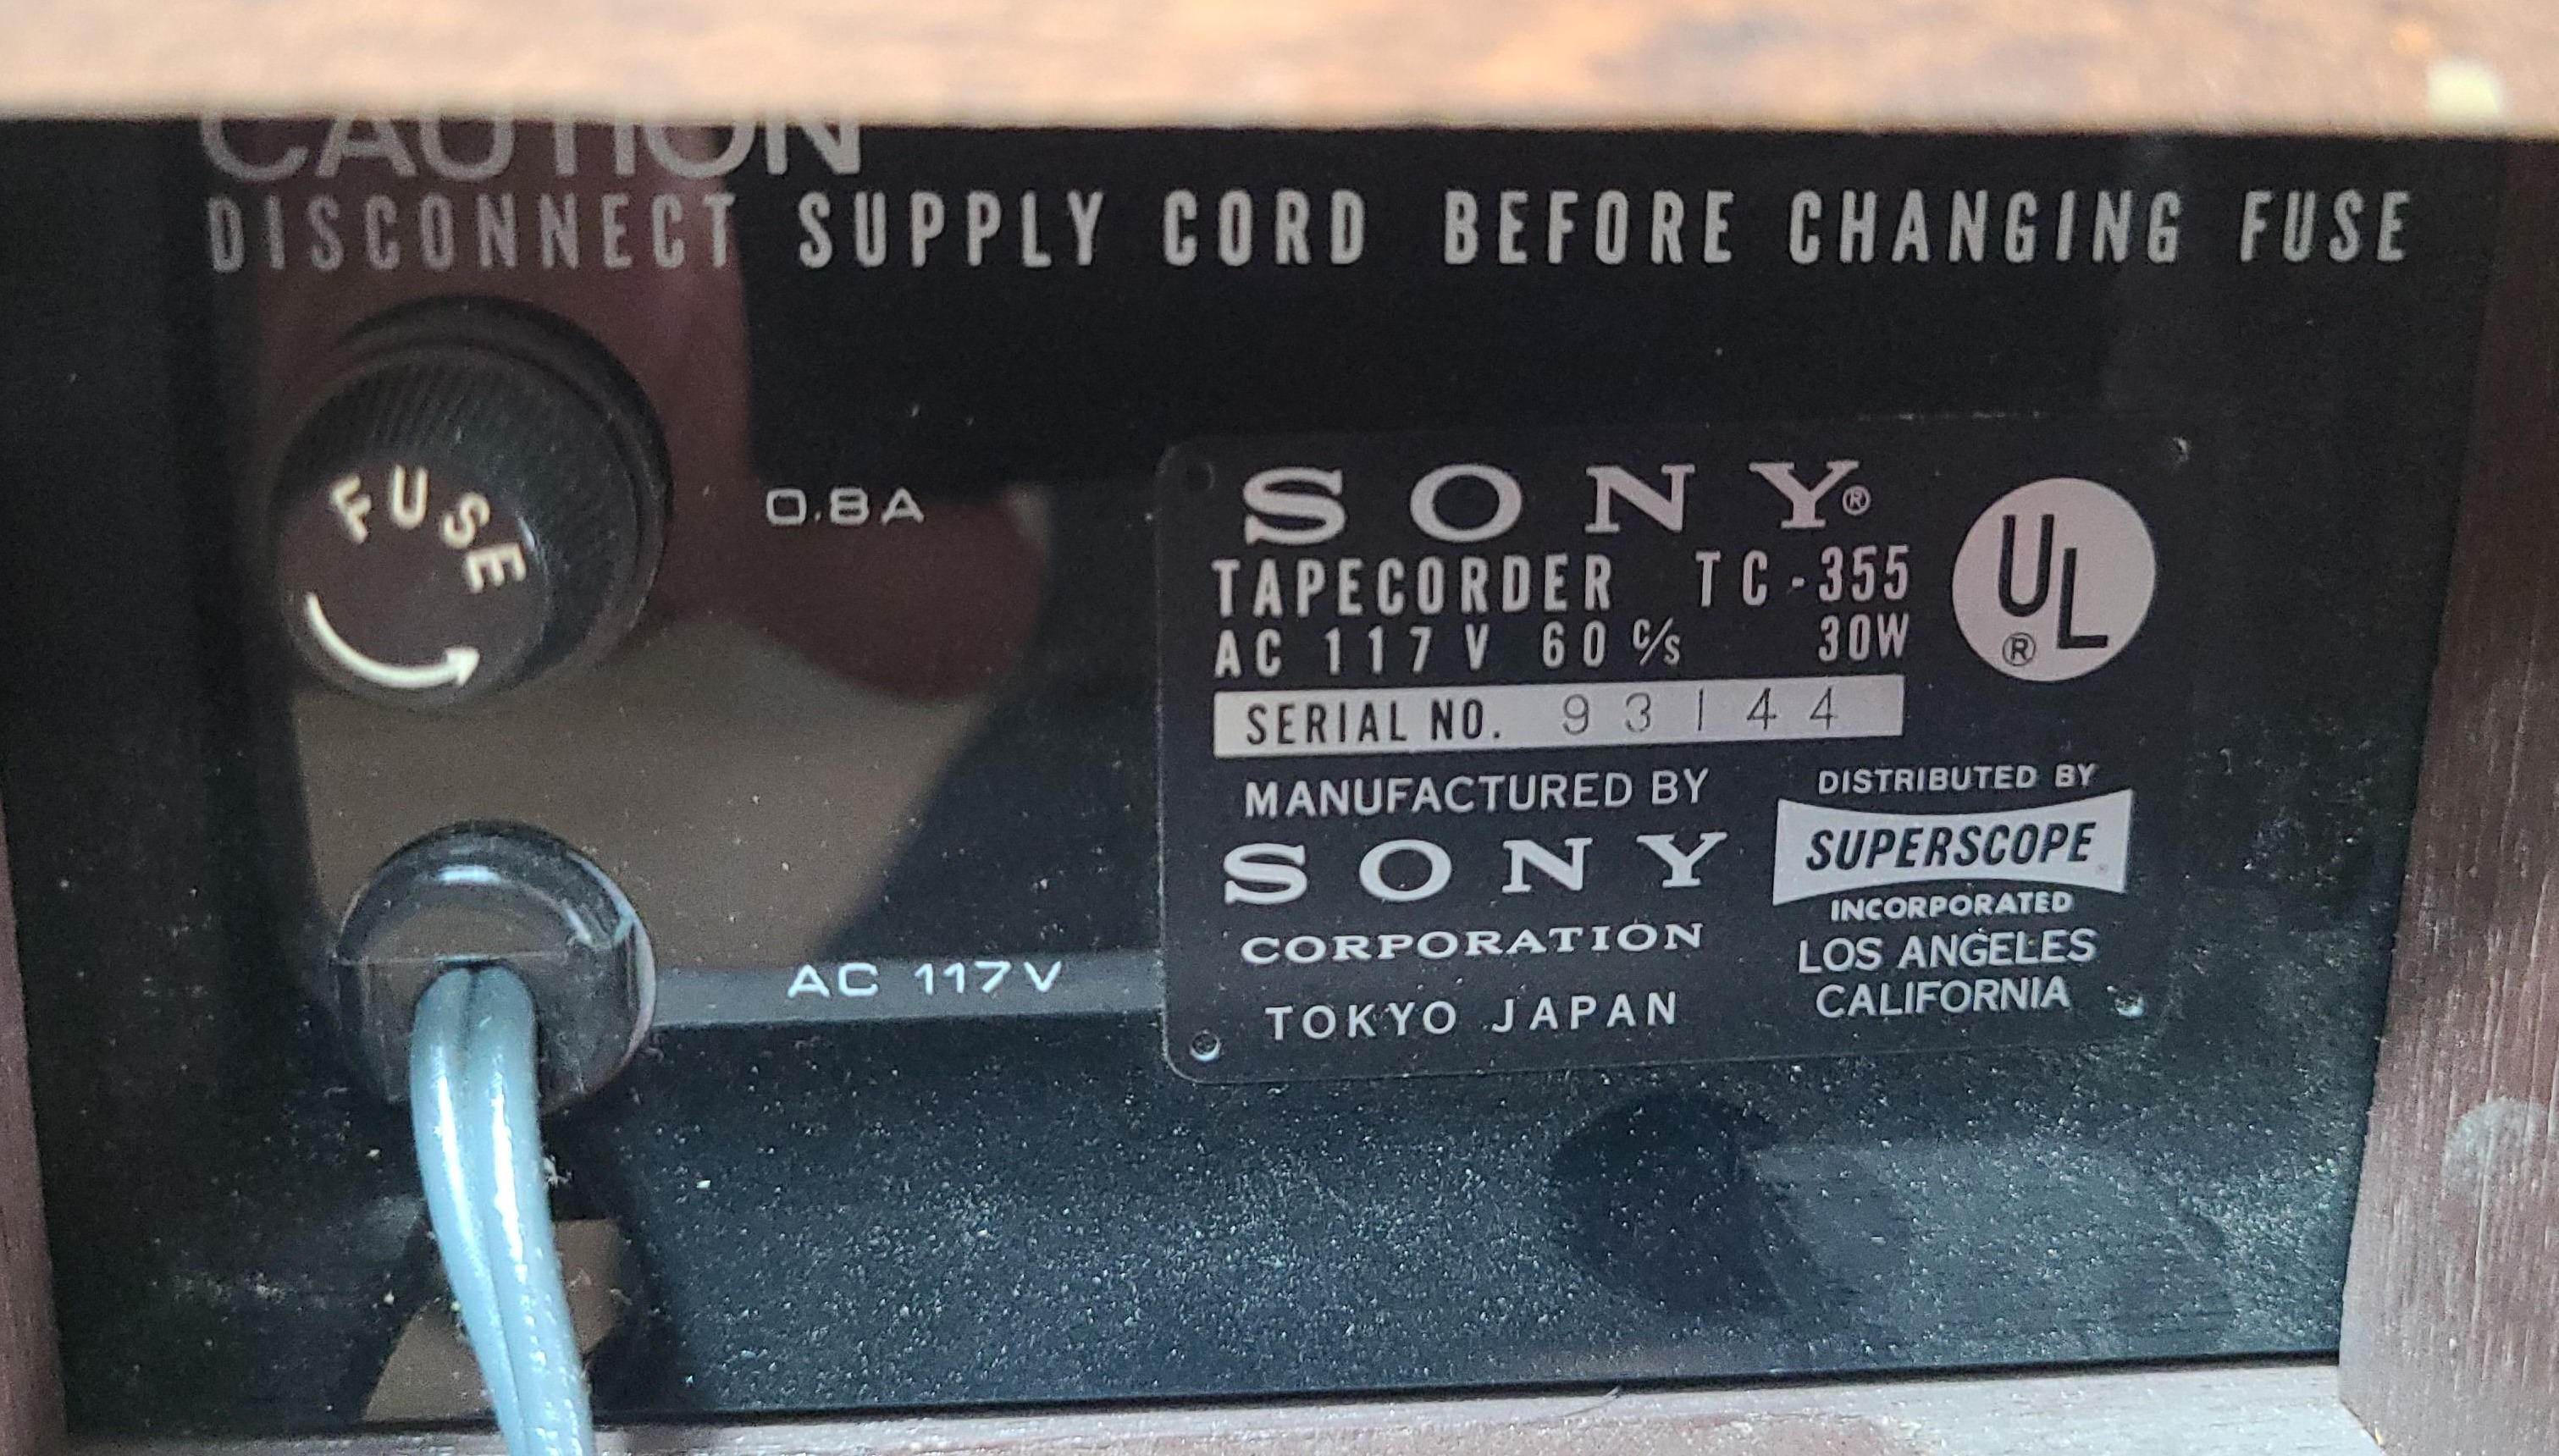 CAUTION
DISCONNECT SUPPLY CORD BEFORE CHANGING FUSE
FUSE
0.8A
AC 117V
SONY®
TAPECORDER TC-355
AC 117V 60 c/s 30W
SERIAL NO. 93144
UL®
MANUFACTURED BY
SONY
CORPORATION
TOKYO JAPAN
DISTRIBUTED BY
SUPERSCOPE
INCORPORATED
LOS ANGELES
CALIFORNIA